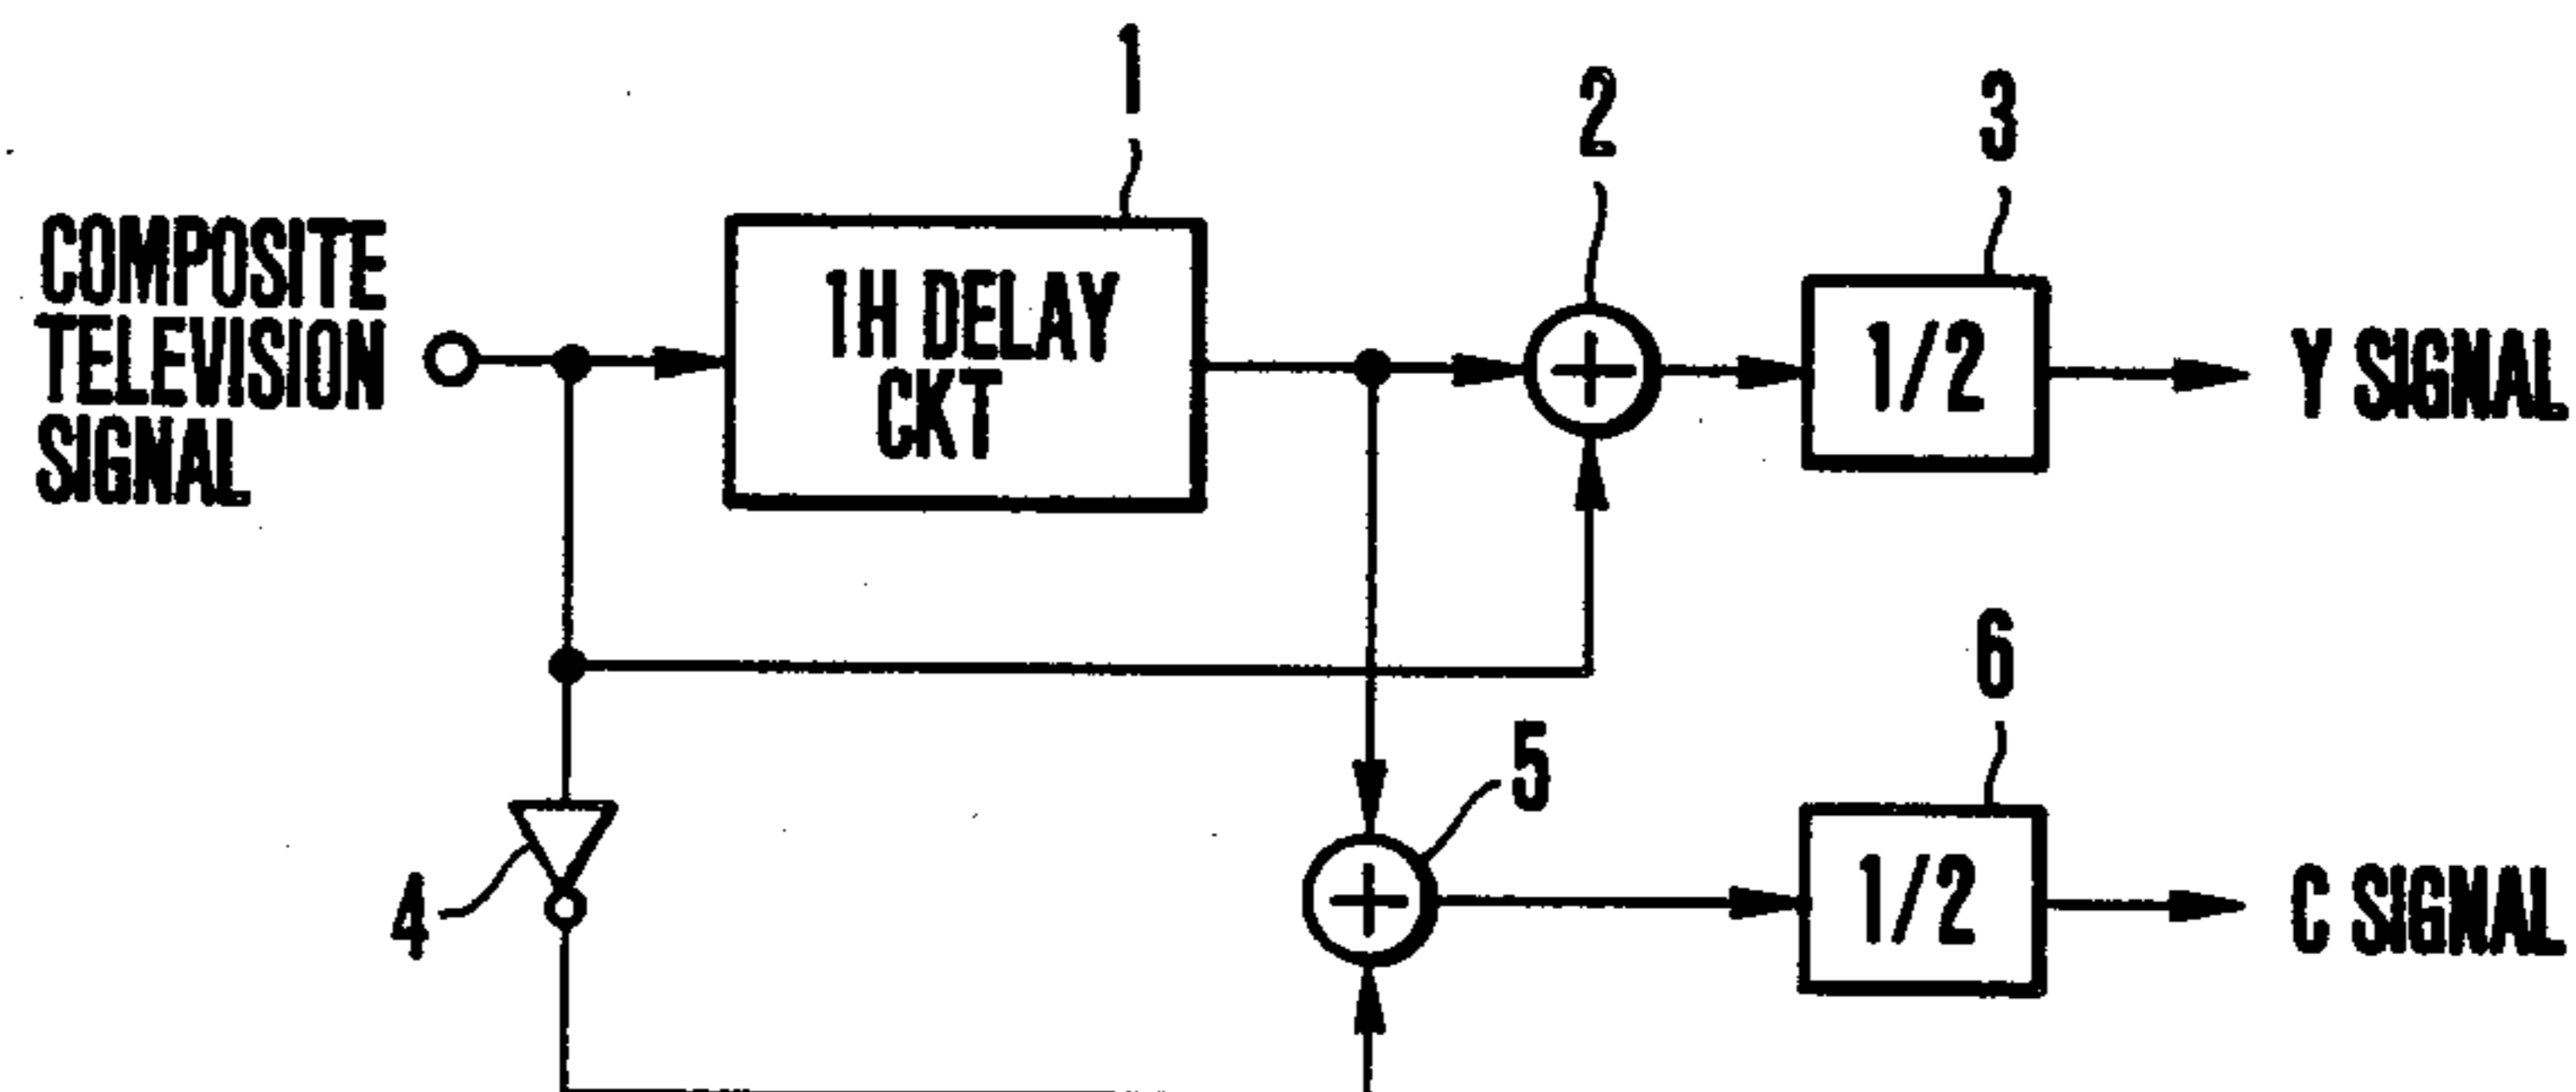 1
2
3
COMPOSITE
TELEVISION
SIGNAL
1H DELAY
CKT
1/2
Y SIGNAL
6
5
4
1/2
C SIGNAL